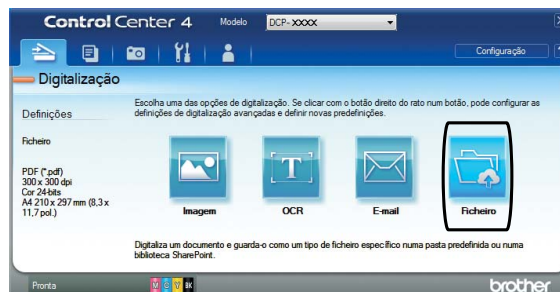 Control Center 4
Modelo
DCP-XXXX
Configuração
Digitalização
Definições
Ficheiro
PDF (*.pdf)
300 x 300 dpi
Cor 24-bits
A4 210 x 297 mm (8,3 x
11,7 pol.)
Escolha uma das opções de digitalização. Se clicar com o botão direito do rato num botão, pode configurar as
definições de digitalização avançadas e definir novas predefinições.
T
Imagem
OCR
E-mail
Ficheiro
Digitaliza um documento e guarda-o como um tipo de ficheiro específico numa pasta predefinida ou numa
biblioteca SharePoint.
Pronta
M C Y BK
brother